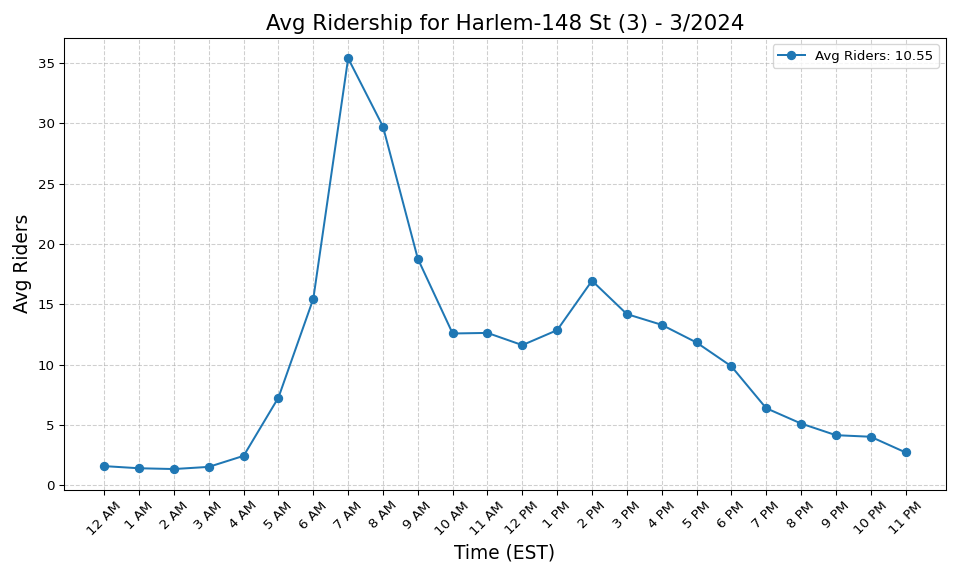 Avg Ridership for Harlem-148 St (3) - 3/2024
Avg Riders: 10.55
Avg Riders
35
30
25
20
15
10
5
0
12 AM
1 AM
2 AM
3 AM
4 AM
5 AM
6 AM
7 AM
8 AM
9 AM
10 AM
11 AM
12 PM
1 PM
2 PM
3 PM
4 PM
5 PM
6 PM
7 PM
8 PM
9 PM
10 PM
11 PM
Time (EST)